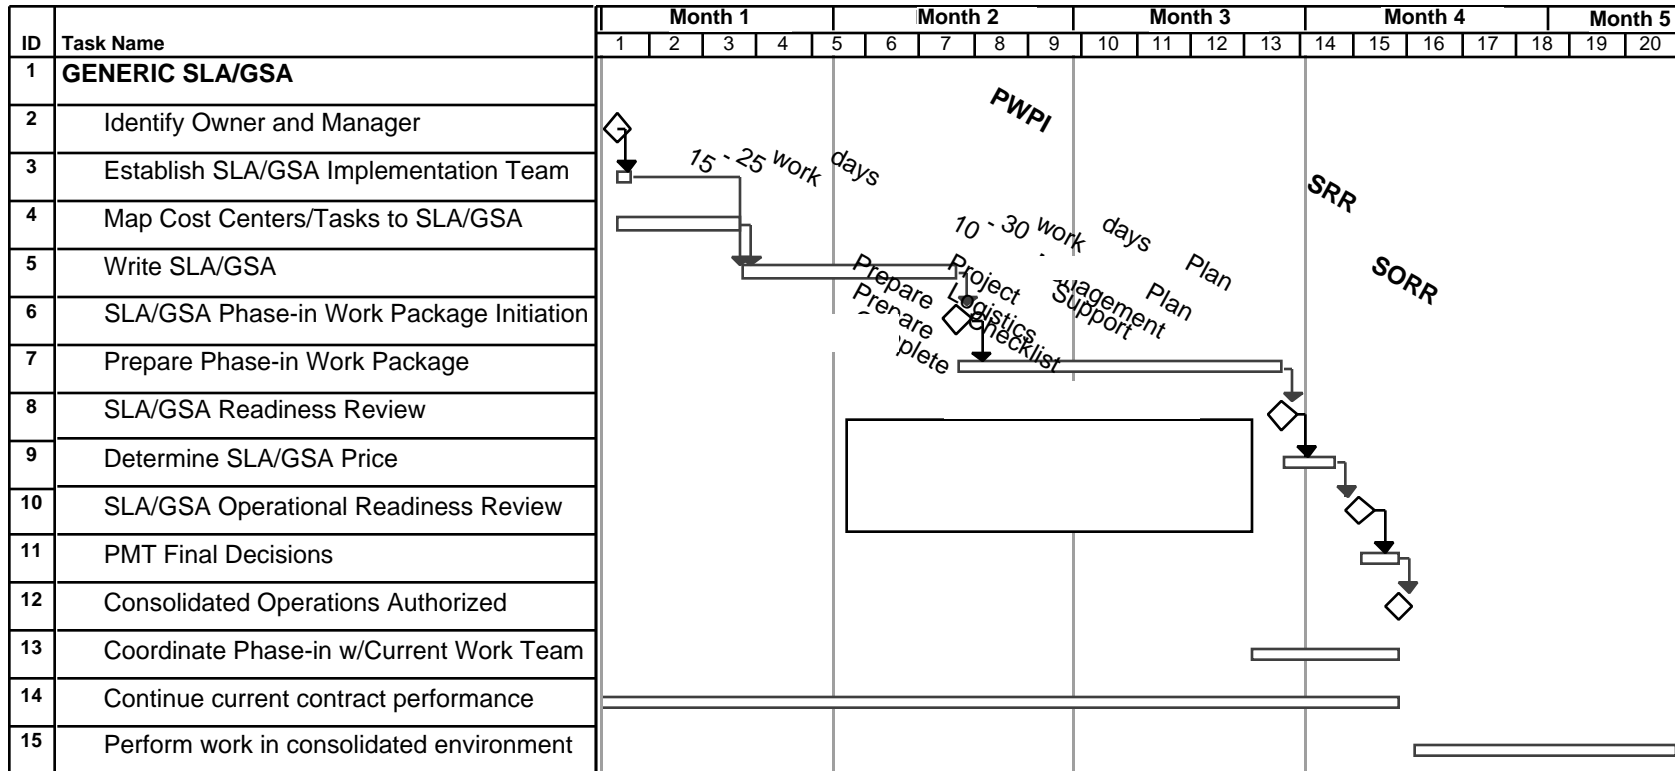 Month 1 Month 2 Month 3 Month 4 Month 5
ID Task Name 1 2 3 4 5 6 7 8 9 10 11 12 13 14 15 16 17 18 19 20
1 GENERIC SLA/GSA
2 Identify Owner and Manager
3 Establish SLA/GSA Implementation Team
4 Map Cost Centers/Tasks to SLA/GSA
5 Write SLA/GSA
6 SLA/GSA Phase-in Work Package Initiation
7 Prepare Phase-in Work Package
8 SLA/GSA Readiness Review
9 Determine SLA/GSA Price
10 SLA/GSA Operational Readiness Review
11 PMT Final Decisions
12 Consolidated Operations Authorized
13 Coordinate Phase-in w/Current Work Team
14 Continue current contract performance
15 Perform work in consolidated environment
PWPI
15 - 25 work days
SRR
10 - 30 work days
SORR
Prepare Project Plan
Prepare Logistics Support Plan
Checklist